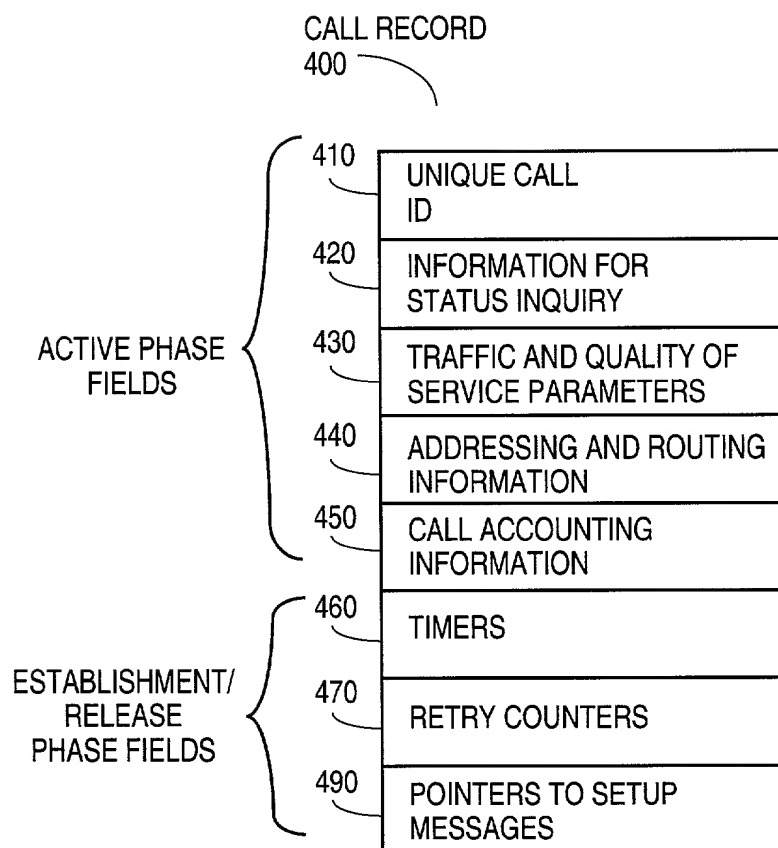 CALL RECORD
400
410
UNIQUE CALL
ID
420
INFORMATION FOR
STATUS INQUIRY
ACTIVE PHASE
FIELDS
430
TRAFFIC AND QUALITY OF
SERVICE PARAMETERS
440
ADDRESSING AND ROUTING
INFORMATION
450
CALL ACCOUNTING
INFORMATION
460
TIMERS
ESTABLISHMENT/
RELEASE
PHASE FIELDS
470
RETRY COUNTERS
490
POINTERS TO SETUP
MESSAGES